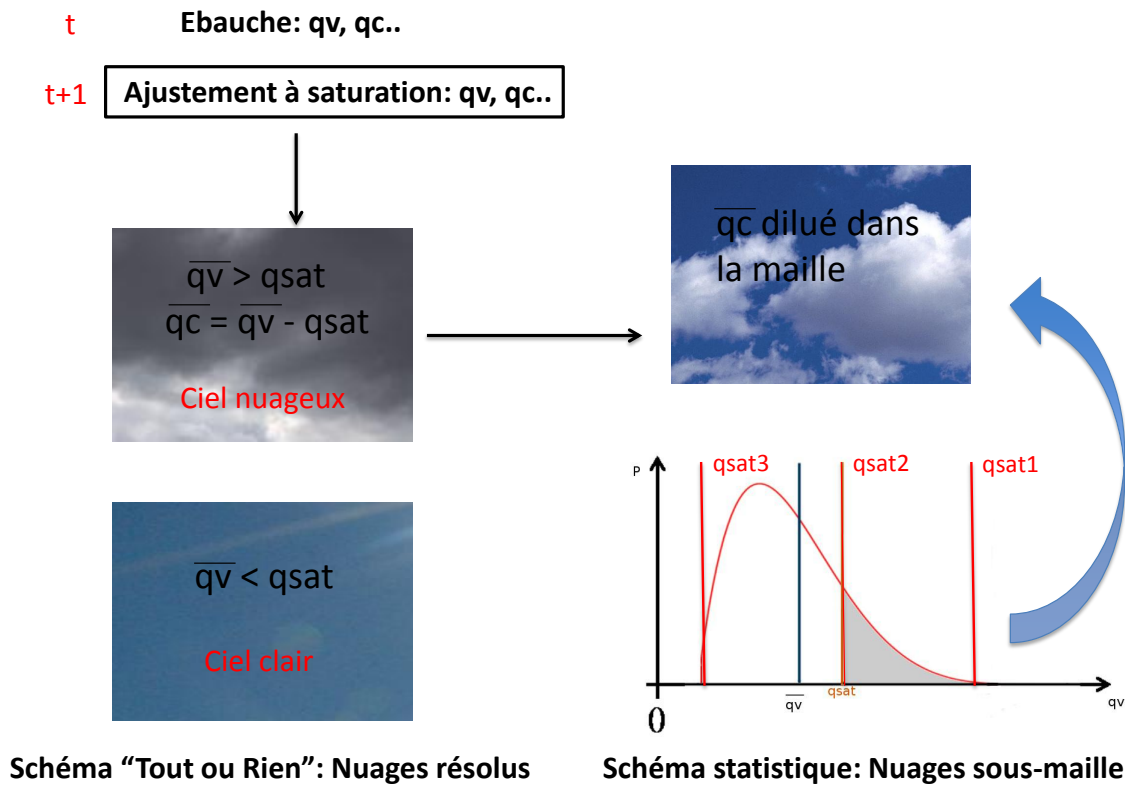 t Ebauche: qv, qc..
t+1 Ajustement à saturation: qv, qc..
qv > qsat
qc = qv - qsat
Ciel nuageux
qc dilué dans
la maille
qv < qsat
Ciel clair
P qsat3 qsat2 qsat1
qv qsat qv
0
Schéma “Tout ou Rien”: Nuages résolus
Schéma statistique: Nuages sous-maille